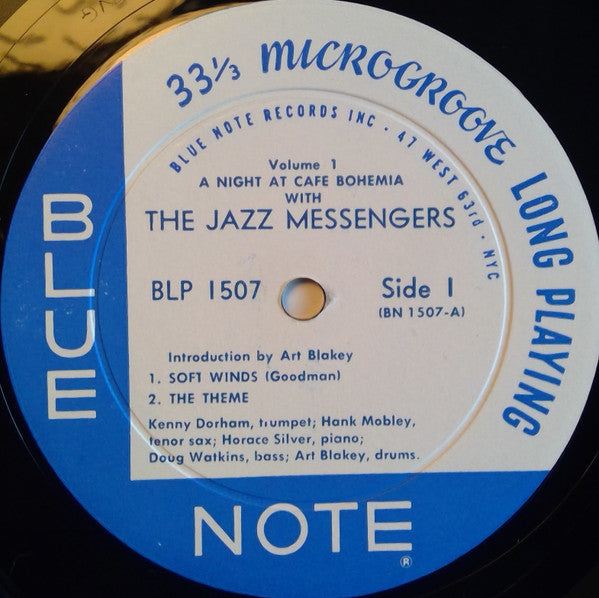 33⅓ MICROGROOVE LONG PLAYING
BLUE NOTE RECORDS INC · 47 WEST 63rd · NYC
Volume 1
A NIGHT AT CAFE BOHEMIA
WITH
THE JAZZ MESSENGERS
BLP 1507
Side 1
(BN 1507-A)
Introduction by Art Blakey
1. SOFT WINDS (Goodman)
2. THE THEME
Kenny Dorham, trumpet; Hank Mobley,
tenor sax; Horace Silver, piano;
Doug Watkins, bass; Art Blakey, drums.
BLUE
NOTE
®